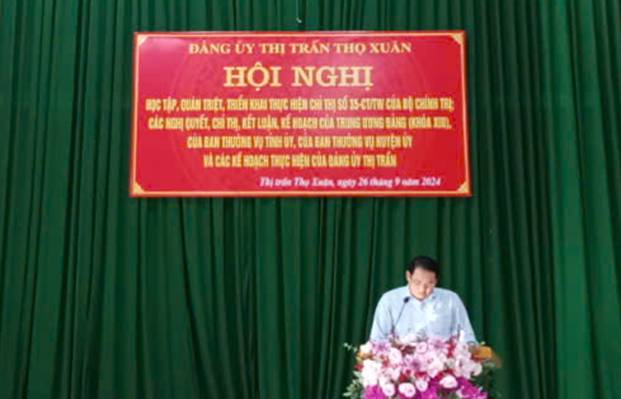 ĐẢNG ỦY THỊ TRẤN THỌ XUÂN
HỘI NGHỊ
HỌC TẬP, QUÁN TRIỆT, TRIỂN KHAI THỰC HIỆN CHỈ THỊ SỐ 35-CT/TW CỦA BỘ CHÍNH TRỊ;
CÁC NGHỊ QUYẾT, CHỈ THỊ, KẾT LUẬN, KẾ HOẠCH CỦA TRUNG ƯƠNG ĐẢNG (KHÓA XIII),
CỦA BAN THƯỜNG VỤ TỈNH ỦY, CỦA BAN THƯỜNG VỤ HUYỆN ỦY
VÀ CÁC KẾ HOẠCH THỰC HIỆN CỦA ĐẢNG ỦY THỊ TRẤN
Thị trấn Thọ Xuân, ngày 26 tháng 9 năm 2024